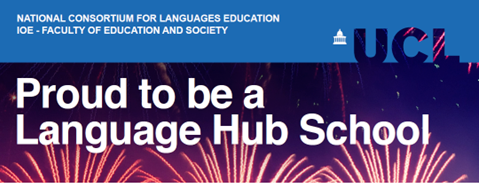 NATIONAL CONSORTIUM FOR LANGUAGES EDUCATION
IOE - FACULTY OF EDUCATION AND SOCIETY
UCL
Proud to be a
Language Hub School